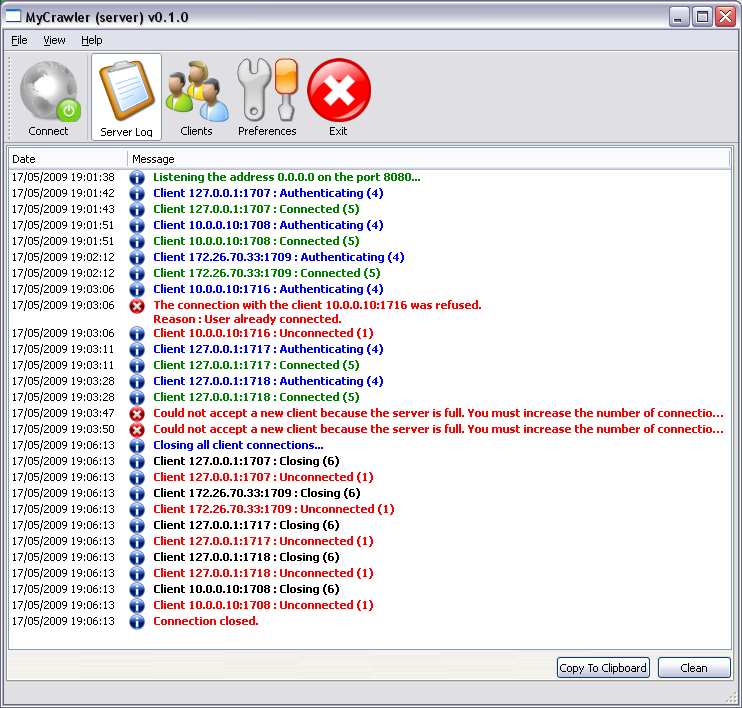 MyCrawler (server) v0.1.0
File View Help
Connect Server Log Clients Preferences Exit
Date Message
17/05/2009 19:01:38 Listening the address 0.0.0.0 on the port 8080...
17/05/2009 19:01:42 Client 127.0.0.1:1707 : Authenticating (4)
17/05/2009 19:01:43 Client 127.0.0.1:1707 : Connected (5)
17/05/2009 19:01:51 Client 10.0.0.10:1708 : Authenticating (4)
17/05/2009 19:01:51 Client 10.0.0.10:1708 : Connected (5)
17/05/2009 19:02:12 Client 172.26.70.33:1709 : Authenticating (4)
17/05/2009 19:02:12 Client 172.26.70.33:1709 : Connected (5)
17/05/2009 19:03:06 Client 10.0.0.10:1716 : Authenticating (4)
17/05/2009 19:03:06 The connection with the client 10.0.0.10:1716 was refused.
Reason : User already connected.
17/05/2009 19:03:06 Client 10.0.0.10:1716 : Unconnected (1)
17/05/2009 19:03:11 Client 127.0.0.1:1717 : Authenticating (4)
17/05/2009 19:03:11 Client 127.0.0.1:1717 : Connected (5)
17/05/2009 19:03:28 Client 127.0.0.1:1718 : Authenticating (4)
17/05/2009 19:03:28 Client 127.0.0.1:1718 : Connected (5)
17/05/2009 19:03:47 Could not accept a new client because the server is full. You must increase the number of connectio...
17/05/2009 19:03:50 Could not accept a new client because the server is full. You must increase the number of connectio...
17/05/2009 19:06:13 Closing all client connections...
17/05/2009 19:06:13 Client 127.0.0.1:1707 : Closing (6)
17/05/2009 19:06:13 Client 127.0.0.1:1707 : Unconnected (1)
17/05/2009 19:06:13 Client 172.26.70.33:1709 : Closing (6)
17/05/2009 19:06:13 Client 172.26.70.33:1709 : Unconnected (1)
17/05/2009 19:06:13 Client 127.0.0.1:1717 : Closing (6)
17/05/2009 19:06:13 Client 127.0.0.1:1717 : Unconnected (1)
17/05/2009 19:06:13 Client 127.0.0.1:1718 : Closing (6)
17/05/2009 19:06:13 Client 127.0.0.1:1718 : Unconnected (1)
17/05/2009 19:06:13 Client 10.0.0.10:1708 : Closing (6)
17/05/2009 19:06:13 Client 10.0.0.10:1708 : Unconnected (1)
17/05/2009 19:06:13 Connection closed.
Copy To Clipboard Clean